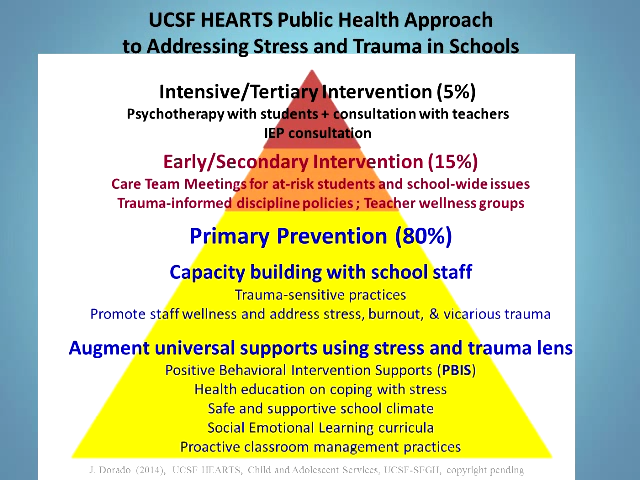 UCSF HEARTS Public Health Approach
to Addressing Stress and Trauma in Schools
Intensive/Tertiary Intervention (5%)
Psychotherapy with students + consultation with teachers
IEP consultation
Early/Secondary Intervention (15%)
Care Team Meetings for at-risk students and school-wide issues
Trauma-informed discipline policies ; Teacher wellness groups
Primary Prevention (80%)
Capacity building with school staff
Trauma-sensitive practices
Promote staff wellness and address stress, burnout, & vicarious trauma
Augment universal supports using stress and trauma lens
Positive Behavioral Intervention Supports (PBIS)
Health education on coping with stress
Safe and supportive school climate
Social Emotional Learning curricula
Proactive classroom management practices
J. Dorado (2014), UCSF HEARTS, Child and Adolescent Services, UCSF-SFGH, copyright pending